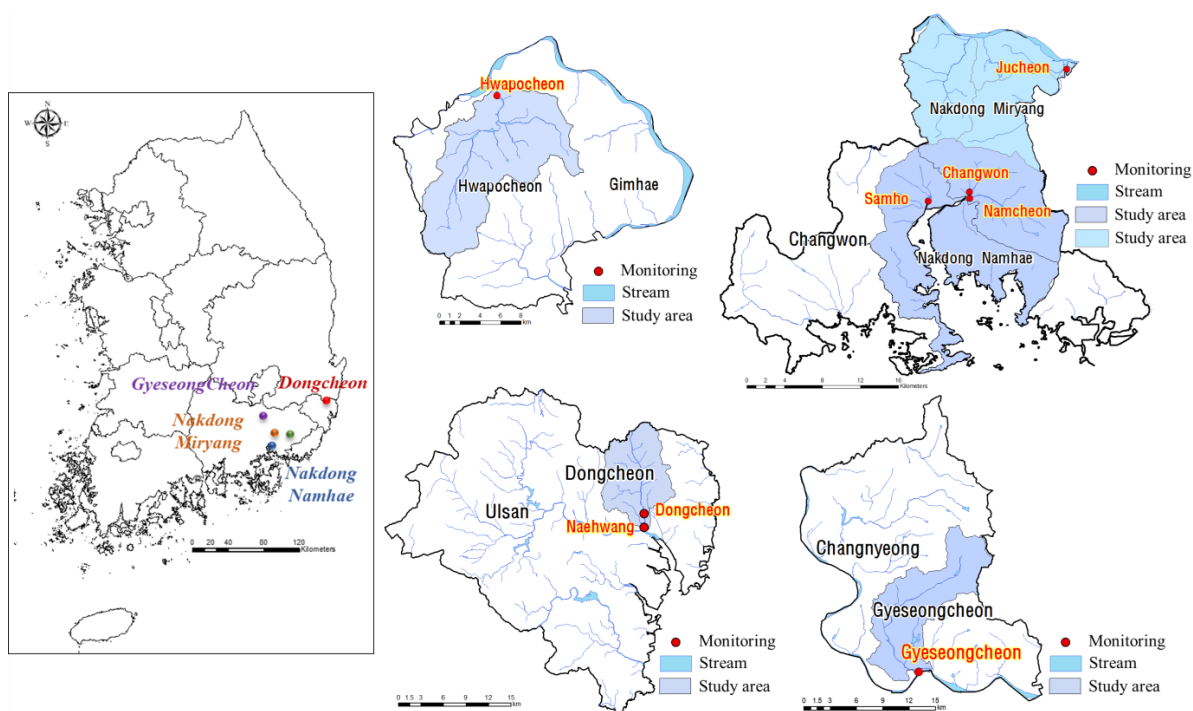 N
W E
S
GyeseongCheon
Dongcheon
Nakdong
Miryang
Nakdong
Namhae
0 20 40 80 120
Kilometers
Hwapocheon
Hwapocheon
Gimhae
Monitoring
Stream
Study area
0 1 2 4 6 8
km
Jucheon
Nakdong Miryang
Changwon
Samho
Namcheon
Changwon
Nakdong Namhae
Monitoring
Stream
Study area
Study area
0 2 4 8 12 16
Kilometers
Dongcheon
Ulsan
Dongcheon
Naehwang
Monitoring
Stream
Study area
0 1.5 3 6 9 12 15
km
Changnyeong
Gyeseongcheon
Gyeseongcheon
Monitoring
Stream
Study area
0 1.5 3 6 9 12 15
km